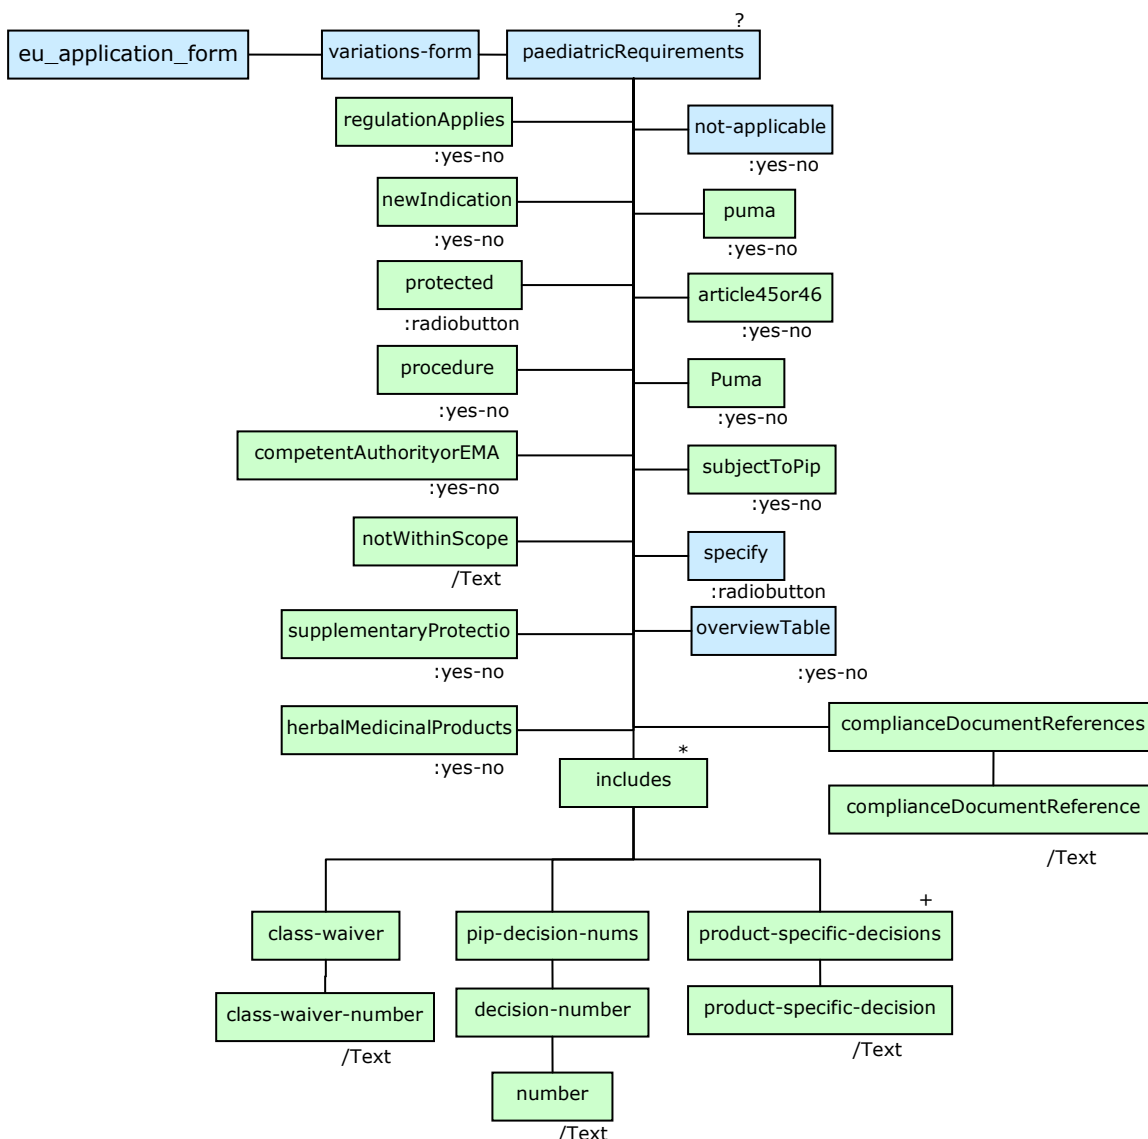 ?
eu_application_form
variations-form
paediatricRequirements
regulationApplies
:yes-no
not-applicable
:yes-no
newIndication
:yes-no
puma
:yes-no
protected
:radiobutton
article45or46
:yes-no
procedure
:yes-no
Puma
:yes-no
competentAuthorityorEMA
:yes-no
subjectToPip
:yes-no
notWithinScope
/Text
specify
:radiobutton
supplementaryProtectio
:yes-no
overviewTable
:yes-no
herbalMedicinalProducts
:yes-no
complianceDocumentReferences
*
includes
complianceDocumentReference
/Text
class-waiver
pip-decision-nums
+
product-specific-decisions
class-waiver-number
/Text
decision-number
product-specific-decision
/Text
number
/Text